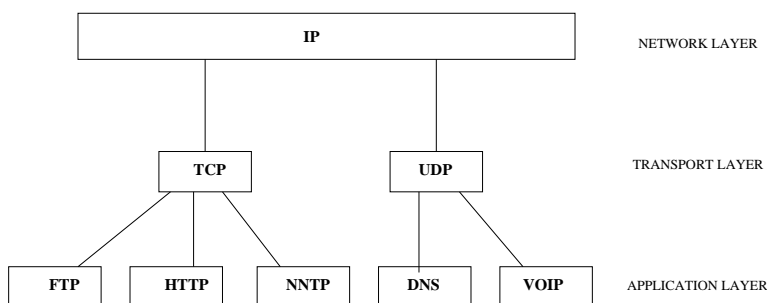 IP
NETWORK LAYER
TCP
UDP
TRANSPORT LAYER
FTP
HTTP
NNTP
DNS
VOIP
APPLICATION LAYER